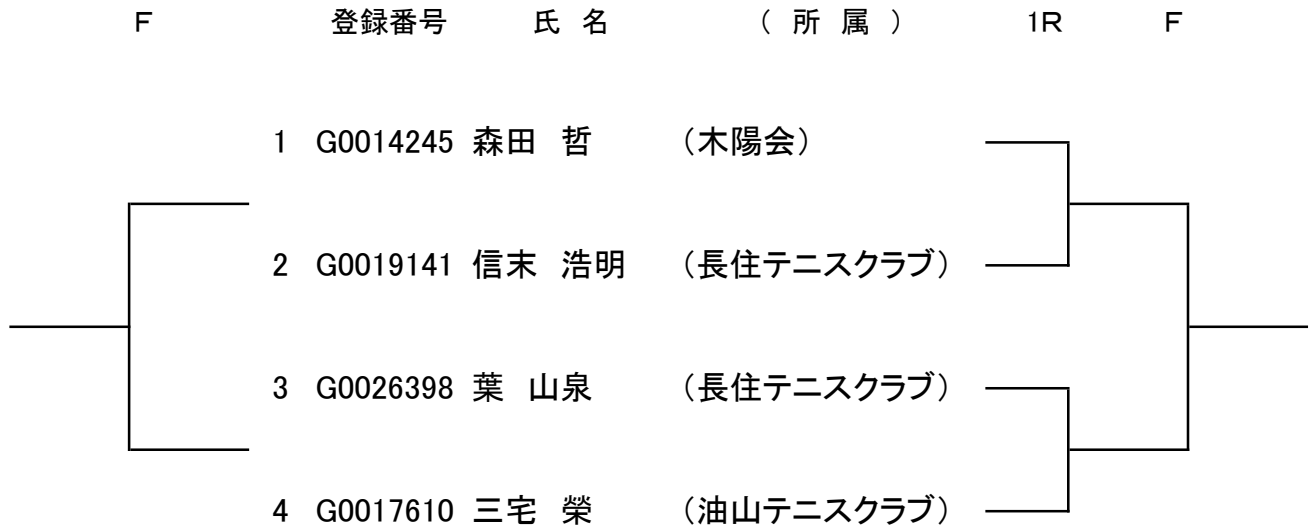 F 登録番号 氏 名 ( 所 属 ) 1R F
1 G0014245 森田 哲 (木陽会)
2 G0019141 信末 浩明 (長住テニスクラブ)
3 G0026398 葉 山泉 (長住テニスクラブ)
4 G0017610 三宅 榮 (油山テニスクラブ)